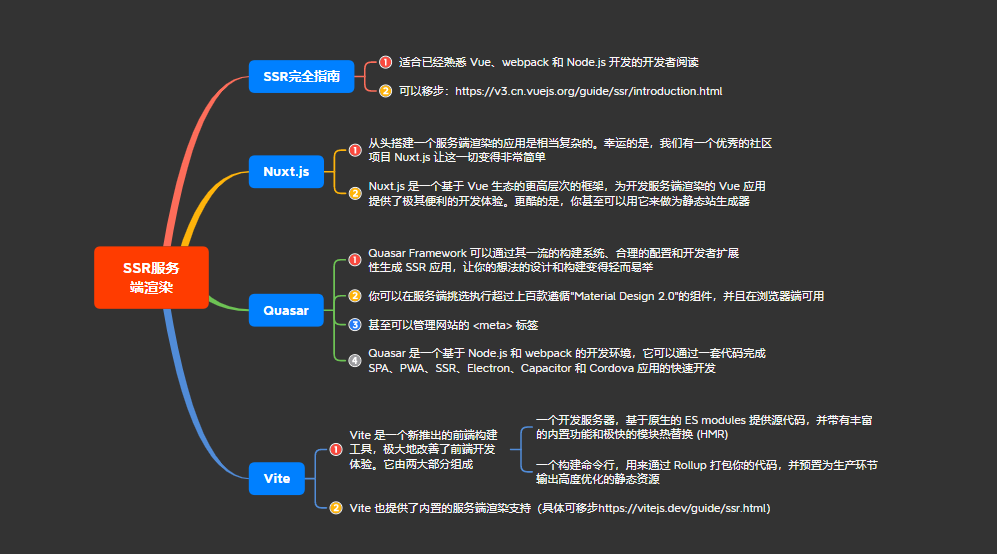 SSR服务
端渲染
SSR完全指南
1 适合已经熟悉 Vue、webpack 和 Node.js 开发的开发者阅读
2 可以移步：https://v3.cn.vuejs.org/guide/ssr/introduction.html
Nuxt.js
1 从头搭建一个服务端渲染的应用是相当复杂的。幸运的是，我们有一个优秀的社区
项目 Nuxt.js 让这一切变得非常简单
2 Nuxt.js 是一个基于 Vue 生态的更高层次的框架，为开发服务端渲染的 Vue 应用
提供了极其便利的开发体验。更酷的是，你甚至可以用它来做为静态站生成器
Quasar
1 Quasar Framework 可以通过其一流的构建系统、合理的配置和开发者扩展
性生成 SSR 应用，让你的想法的设计和构建变得轻而易举
2 你可以在服务端挑选执行超过上百款遵循"Material Design 2.0"的组件，并且在浏览器端可用
3 甚至可以管理网站的 <meta> 标签
4 Quasar 是一个基于 Node.js 和 webpack 的开发环境，它可以通过一套代码完成
SPA、PWA、SSR、Electron、Capacitor 和 Cordova 应用的快速开发
Vite
1 Vite 是一个新推出的前端构建
工具，极大地改善了前端开发
体验。它由两大部分组成
一个开发服务器，基于原生的 ES modules 提供源代码，并带有丰富
的内置功能和极快的模块热替换 (HMR)
一个构建命令行，用来通过 Rollup 打包你的代码，并预置为生产环节
输出高度优化的静态资源
2 Vite 也提供了内置的服务端渲染支持（具体可移步https://vitejs.dev/guide/ssr.html）